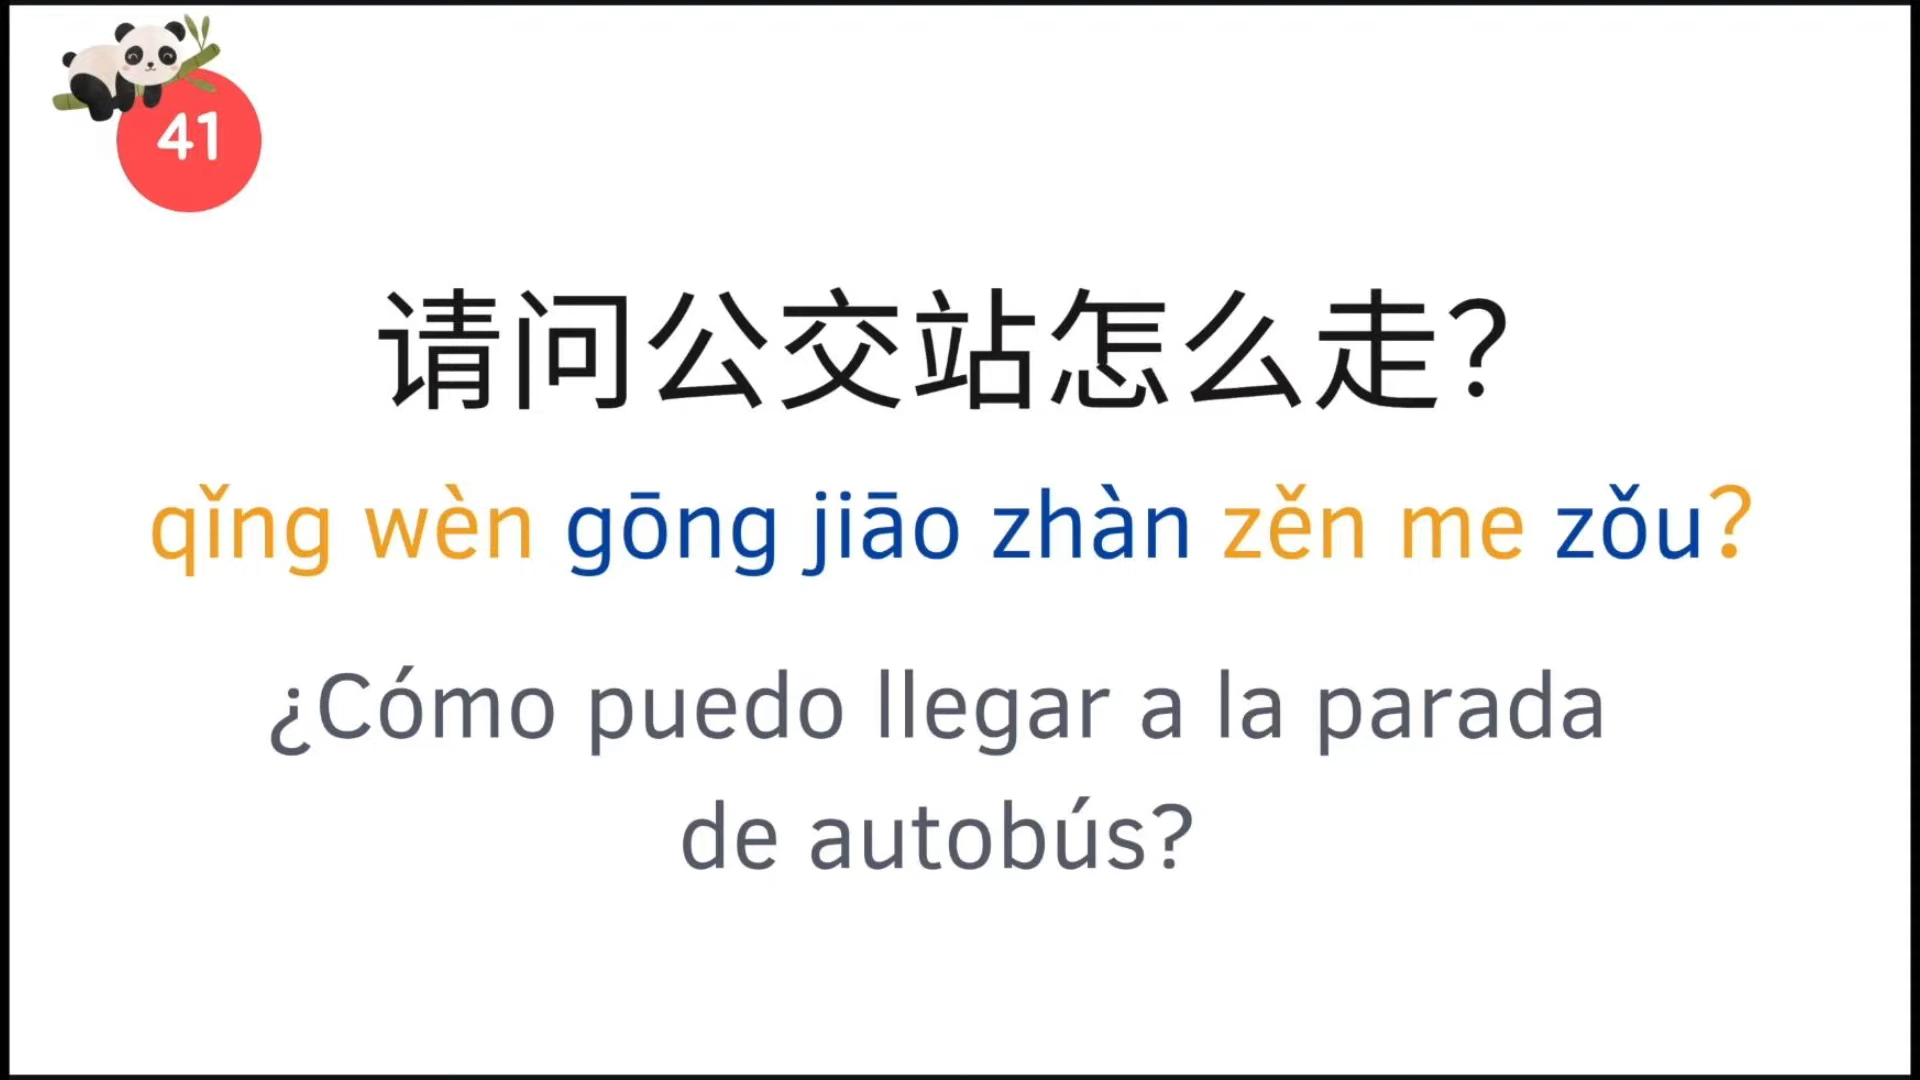 41
请问公交站怎么走?
qǐng wèn gōng jiāo zhàn zěn me zǒu?
¿Cómo puedo llegar a la parada
de autobús?